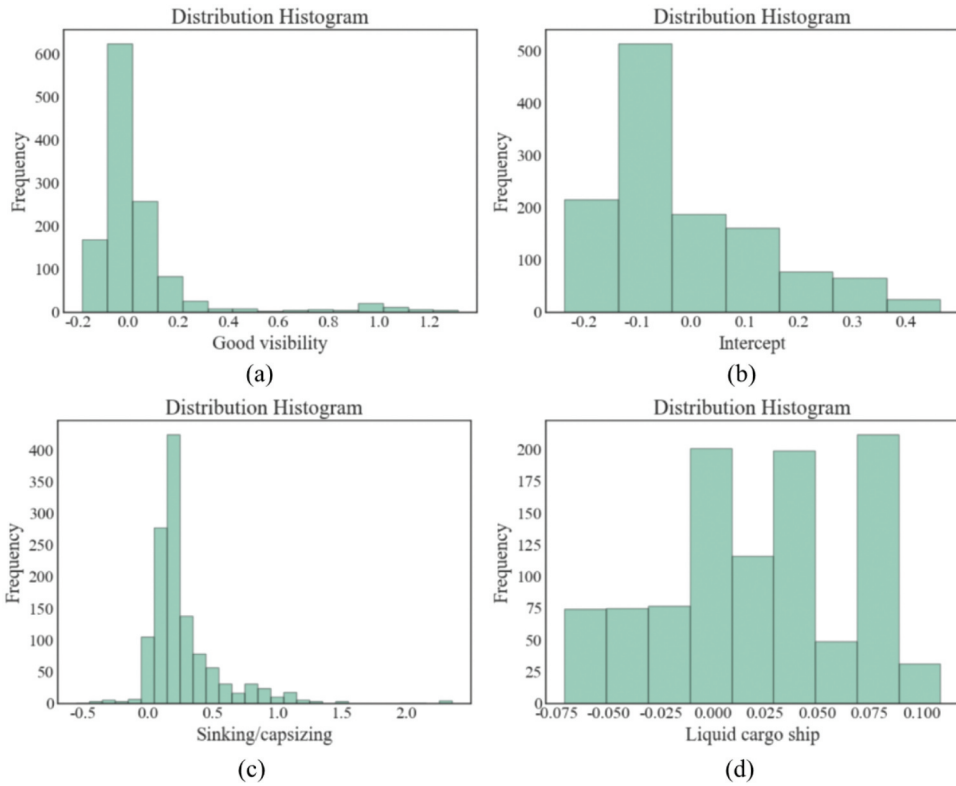 Distribution Histogram
Frequency
600
500
400
300
200
100
0
-0.2 0.0 0.2 0.4 0.6 0.8 1.0 1.2
Good visibility
(a)
Distribution Histogram
Frequency
500
400
300
200
100
0
-0.2 -0.1 0.0 0.1 0.2 0.3 0.4
Intercept
(b)
Distribution Histogram
Frequency
400
350
300
250
200
150
100
50
0
-0.5 0.0 0.5 1.0 1.5 2.0
Sinking/capsizing
(c)
Distribution Histogram
Frequency
200
175
150
125
100
75
50
25
0
-0.075 -0.050 -0.025 0.000 0.025 0.050 0.075 0.100
Liquid cargo ship
(d)